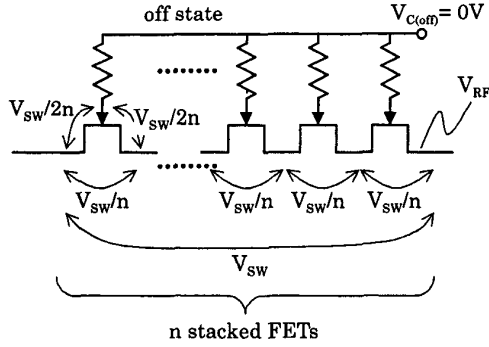 off state
V_C(off) = 0V
V_RF
V_SW/2n
V_SW/2n
V_SW/n
V_SW/n
V_SW/n
V_SW/n
V_SW
n stacked FETs